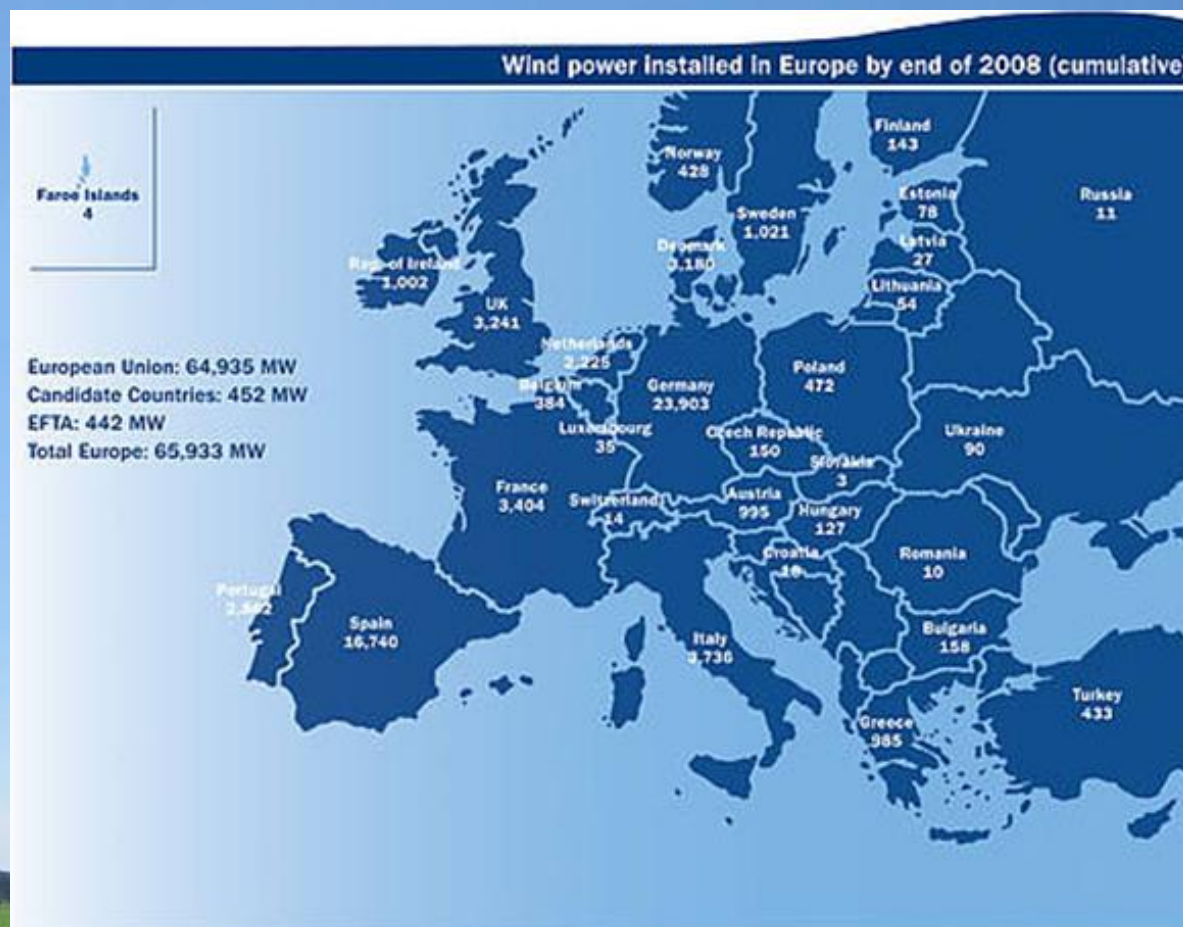 Wind power installed in Europe by end of 2008 (cumulative
Faroe Islands
4
Finland
143
Norway
428
Estonia
78
Russia
11
Sweden
1,021
Denmark
3,180
Latvia
27
Rep. of Ireland
1,002
Lithuania
54
UK
3,241
Netherlands
2,225
European Union: 64,935 MW
Candidate Countries: 452 MW
EFTA: 442 MW
Total Europe: 65,933 MW
Poland
472
Belgium
384
Germany
23,903
Luxembourg
35
Czech Republic
150
Ukraine
90
Slovakia
3
France
3,404
Switzerland
14
Austria
995
Hungary
127
Croatia
Romania
10
Portugal
Spain
16,740
Italy
3,736
Bulgaria
158
Turkey
433
Greece
985